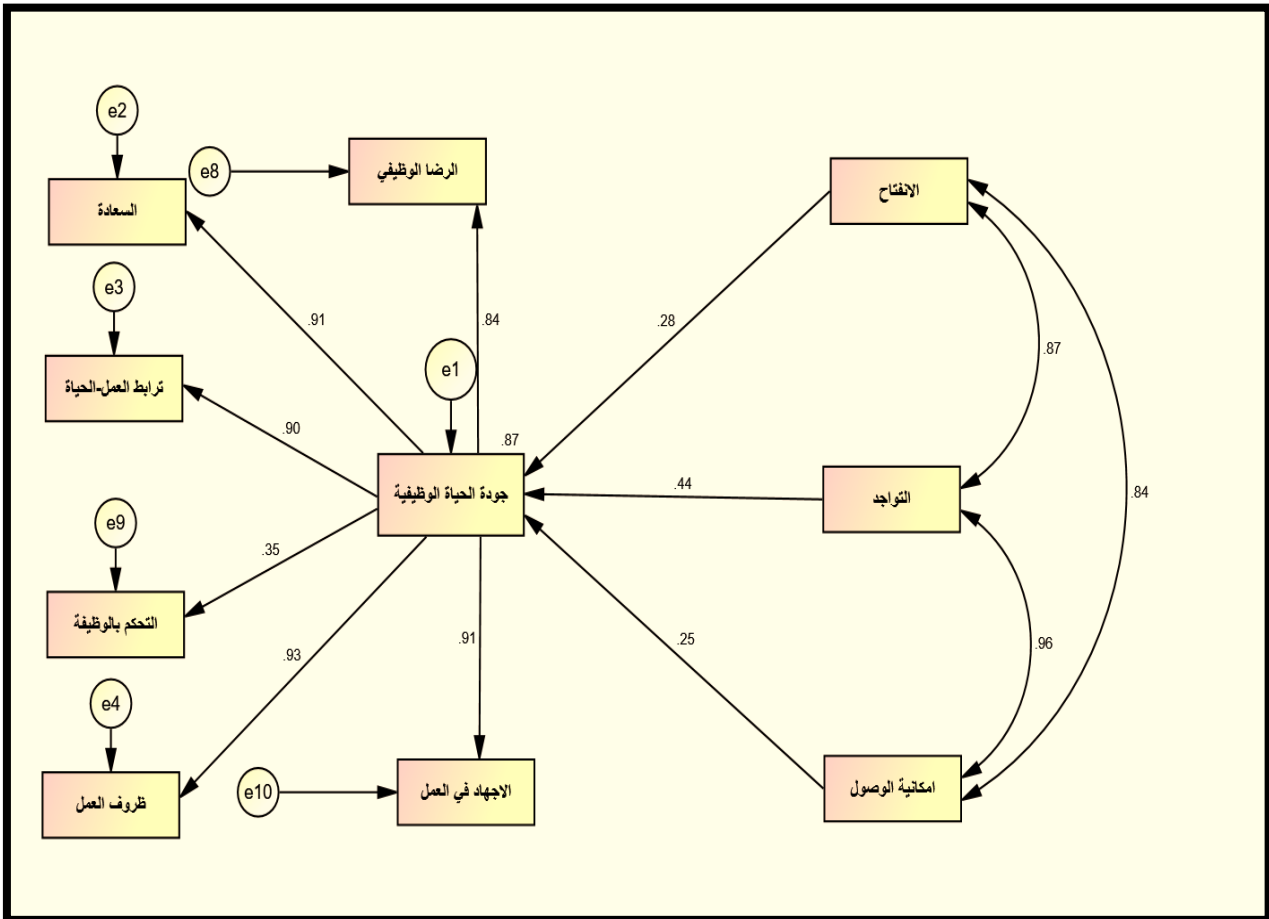 e2
e8
الرضا الوظيفي
السعادة
الانفتاح
e3
.91
.84
.28
.87
ترابط العمل-الحياة
e1
.90
.87
جودة الحياة الوظيفية
.44
التواجد
.84
e9
.35
التحكم بالوظيفة
.93
.91
.25
.96
e4
ظروف العمل
e10
الاجهاد في العمل
امكانية الوصول